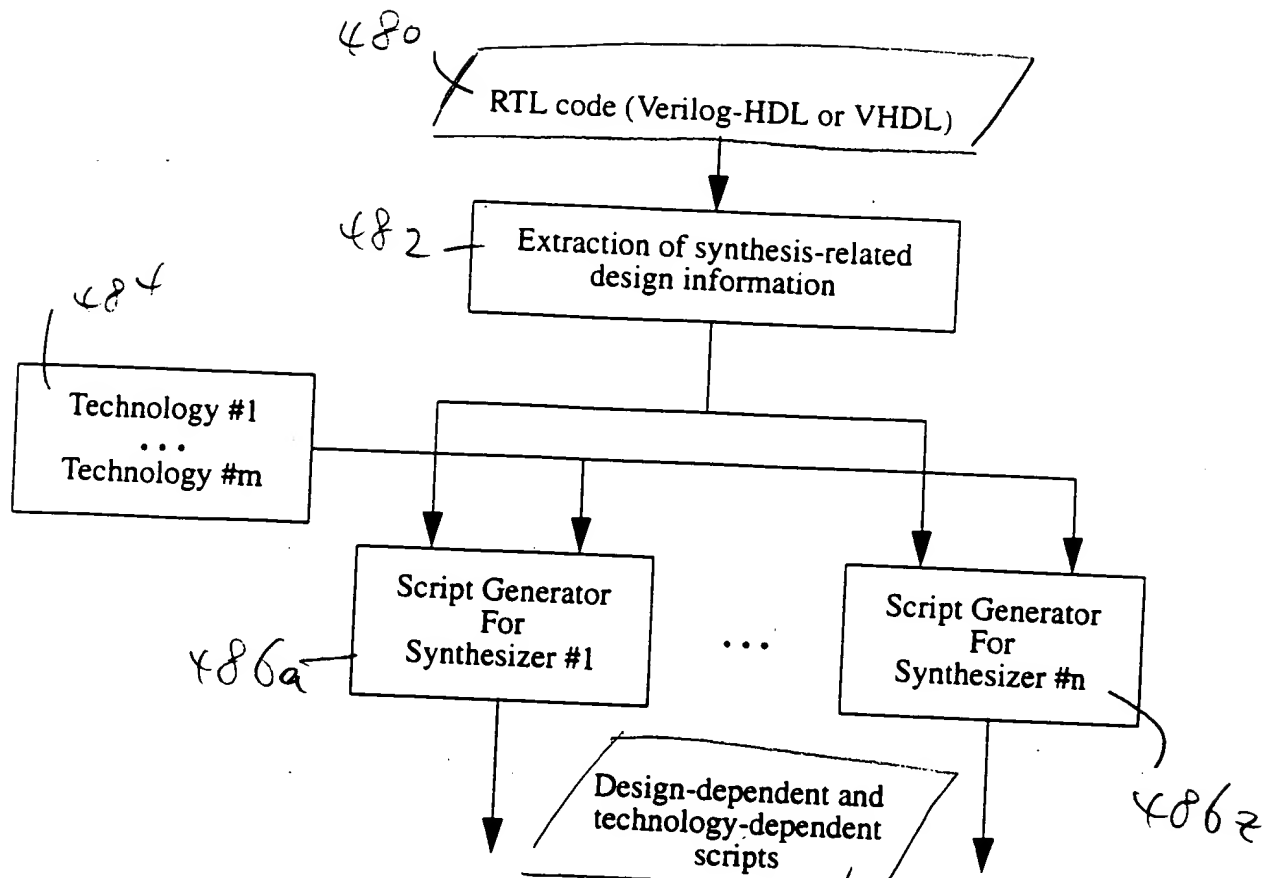 480
RTL code (Verilog-HDL or VHDL)
482
Extraction of synthesis-related
design information
484
Technology #1
...
Technology #m
Script Generator
For
Synthesizer #1
486a
...
Script Generator
For
Synthesizer #n
486z
Design-dependent and
technology-dependent
scripts